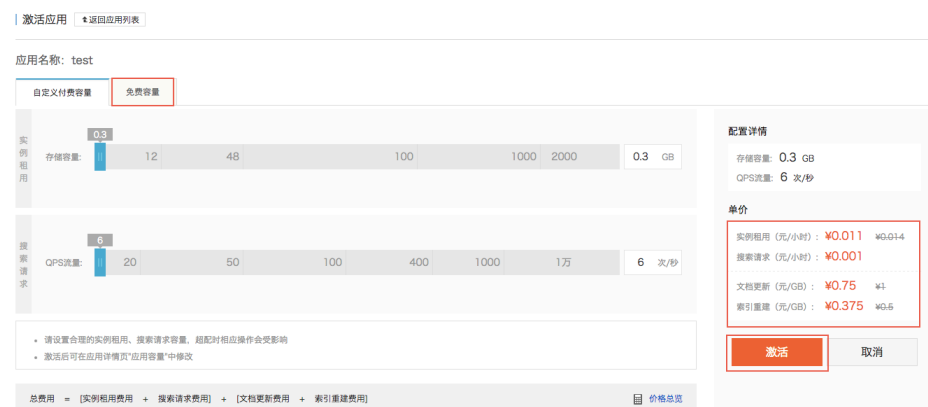 激活应用 返回应用列表
应用名称: test
自定义付费容量 免费容量
实例租用
0.3
存储容量: 12 48 100 1000 2000 0.3 GB
搜索请求
6
QPS流量: 20 50 100 400 1000 1万 6 次/秒
请设置合理的实例租用、搜索请求容量，超配时相应操作会受影响
激活后可在应用详情页"应用容量"中修改
总费用 = [实例租用费用 + 搜索请求费用] + [文档更新费用 + 索引重建费用] 价格总览
配置详情
存储容量: 0.3 GB
QPS流量: 6 次/秒
单价
实例租用（元/小时）: ¥0.011 ¥0.014
搜索请求（元/小时）: ¥0.001
文档更新（元/GB）: ¥0.75 ¥1
索引重建（元/GB）: ¥0.375 ¥0.5
激活 取消